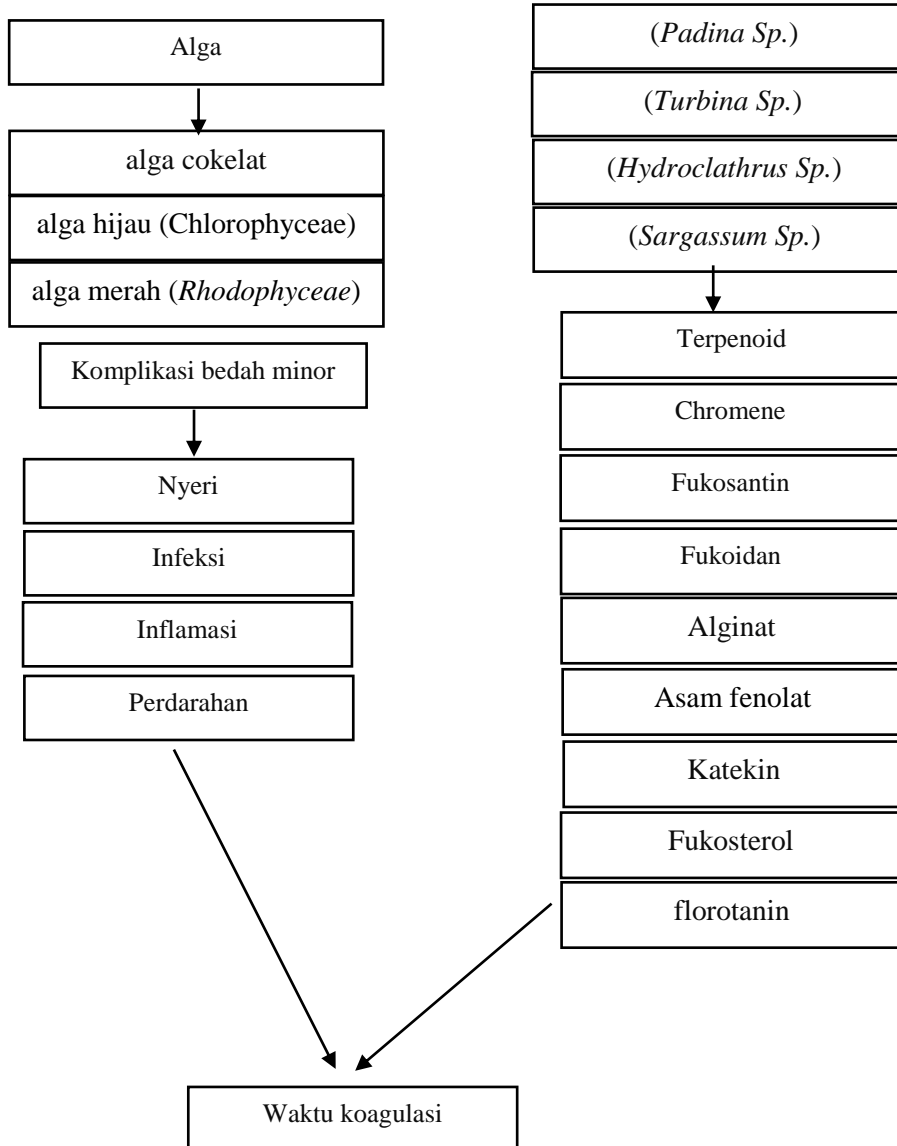 Alga
alga cokelat
alga hijau (Chlorophyceae)
alga merah (Rhodophyceae)
Komplikasi bedah minor
Nyeri
Infeksi
Inflamasi
Perdarahan
(Padina Sp.)
(Turbina Sp.)
(Hydroclathrus Sp.)
(Sargassum Sp.)
Terpenoid
Chromene
Fukosantin
Fukoidan
Alginat
Asam fenolat
Katekin
Fukosterol
florotanin
Waktu koagulasi